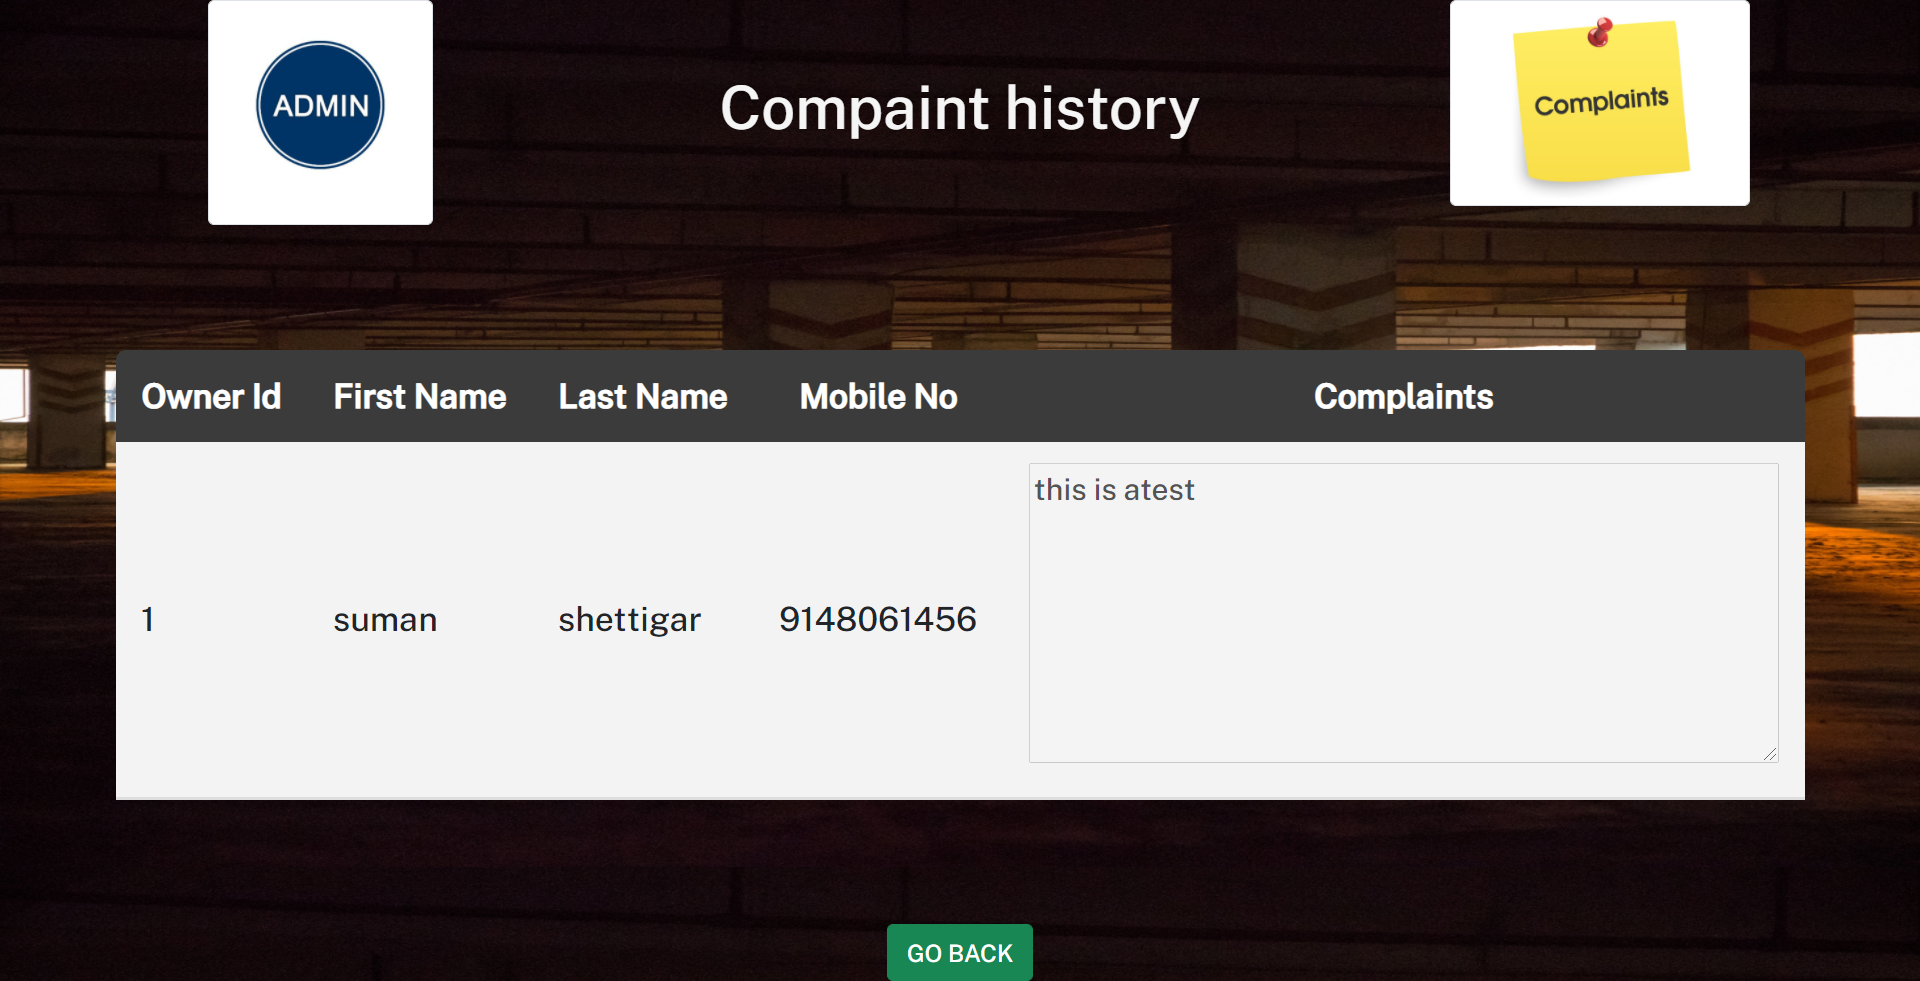 ADMIN
Compaint history
Complaints
Owner Id First Name Last Name Mobile No Complaints
this is atest
1 suman shettigar 9148061456
GO BACK